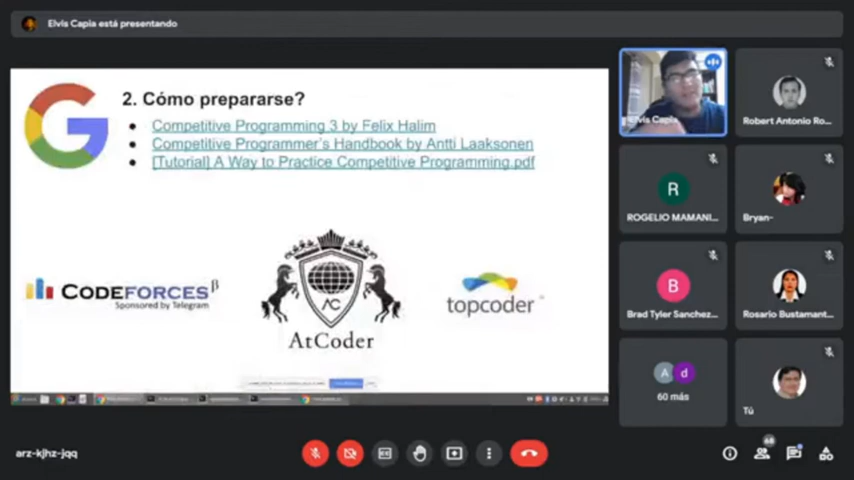 Elvis Capia está presentando
2. Cómo prepararse?
Competitive Programming 3 by Felix Halim
Competitive Programmer's Handbook by Antti Laaksonen
[Tutorial] A Way to Practice Competitive Programming.pdf
CODEFORCES β
Sponsored by Telegram
AC
AtCoder
topcoder
Elvis Capia
Robert Antonio Ro...
R
ROGELIO MAMANI...
Bryan-
B
Brad Tyler Sanchez...
Rosario Bustamant...
A d
60 más
Tú
arz-kjhz-jqq
68